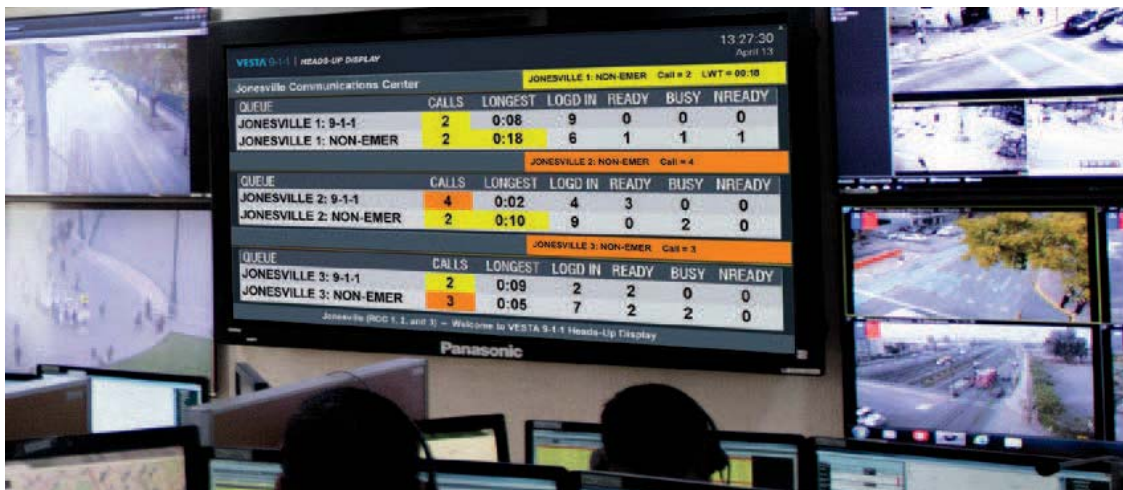 13:27:30
VESTA 9-1-1 | HEADS-UP DISPLAY
April 13
Jonesville Communications Center
JONESVILLE 1: NON-EMER Call = 2 LWT = 00:18
QUEUE CALLS LONGEST LOGD IN READY BUSY NREADY
JONESVILLE 1: 9-1-1 2 0:08 9 0 0 0
JONESVILLE 1: NON-EMER 2 0:18 6 1 1 1
JONESVILLE 2: NON-EMER Call = 4
QUEUE CALLS LONGEST LOGD IN READY BUSY NREADY
JONESVILLE 2: 9-1-1 4 0:02 4 3 0 0
JONESVILLE 2: NON-EMER 2 0:10 9 0 2 0
JONESVILLE 3: NON-EMER Call = 3
QUEUE CALLS LONGEST LOGD IN READY BUSY NREADY
JONESVILLE 3: 9-1-1 2 0:09 2 2 0 0
JONESVILLE 3: NON-EMER 3 0:05 7 2 2 0
Jonesville (RCC 1, 2, and 3) – Welcome to VESTA 9-1-1 Heads-Up Display
Panasonic